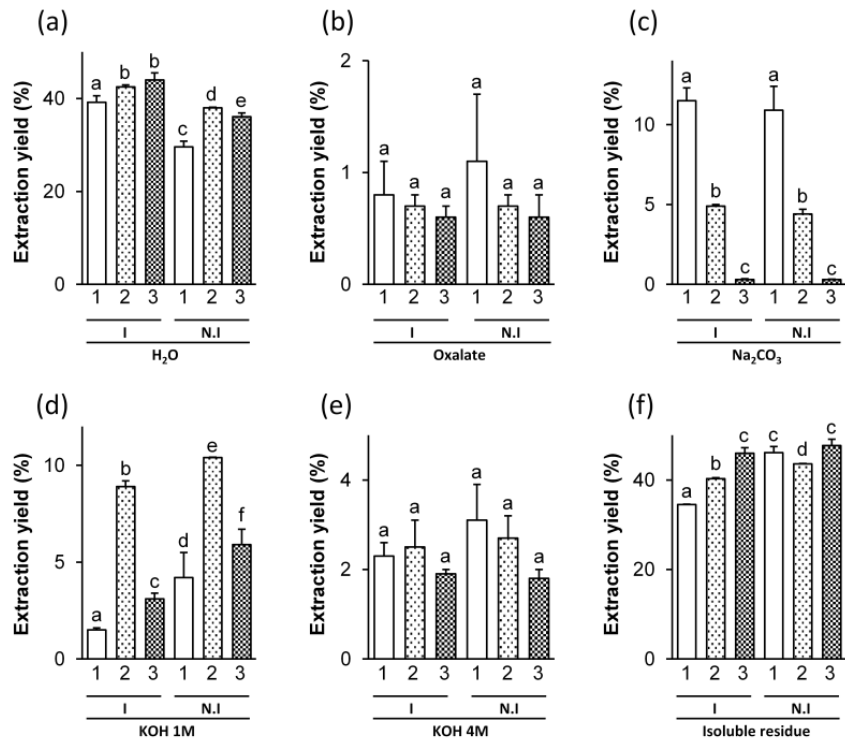 (a)
Extraction yield (%)
40
20
0
a b b c d e
1 2 3 1 2 3
I N.I
H₂O
(b)
Extraction yield (%)
2
1
0
a a a a a a
1 2 3 1 2 3
I N.I
Oxalate
(c)
Extraction yield (%)
10
5
0
a b c a b c
1 2 3 1 2 3
I N.I
Na₂CO₃
(d)
Extraction yield (%)
10
5
0
a b c d e f
1 2 3 1 2 3
I N.I
KOH 1M
(e)
Extraction yield (%)
4
2
0
a a a a a a
1 2 3 1 2 3
I N.I
KOH 4M
(f)
Extraction yield (%)
40
20
0
a b c c d c
1 2 3 1 2 3
I N.I
Isoluble residue